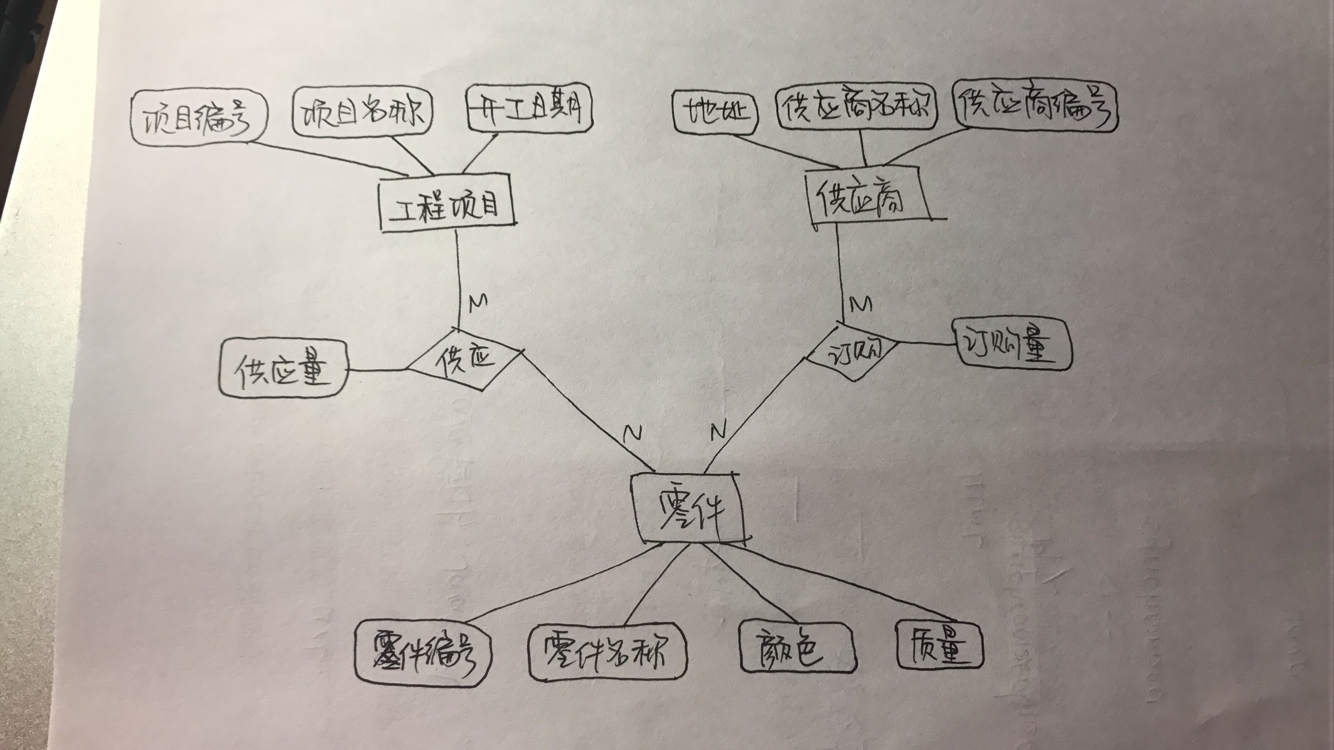 项目编号 项目名称 开工日期 地址 供应商名称 供应商编号
工程项目 供应商
M M
供应量 供应 订购 订购量
N N
零件
零件编号 零件名称 颜色 质量